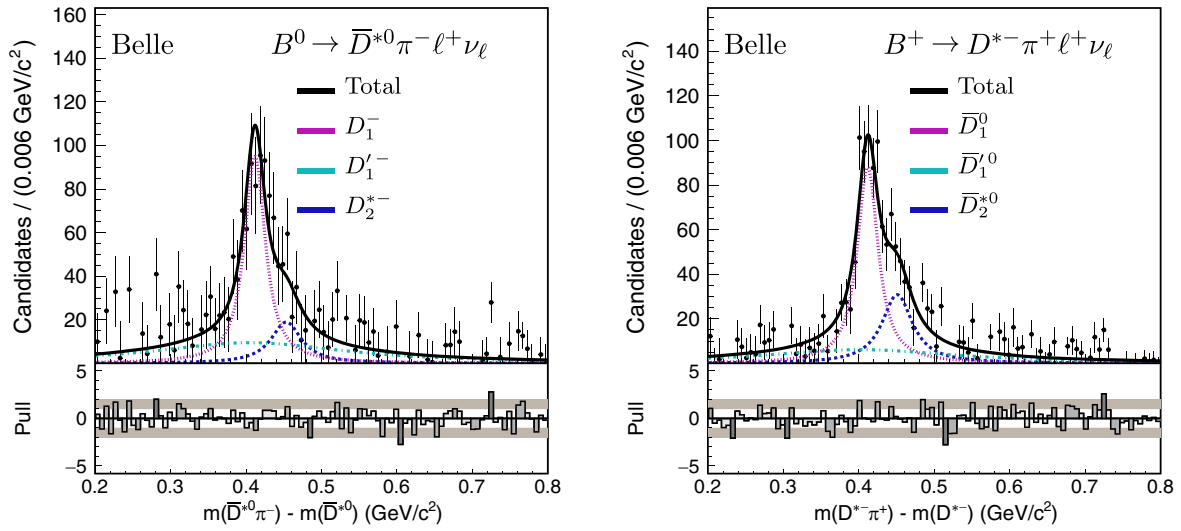 Belle
B⁰ → D̅*⁰π⁻ℓ⁺νℓ
Total
D₁⁻
D′₁⁻
D₂*⁻
Candidates / (0.006 GeV/c²)
160
140
120
100
80
60
40
20
Pull
5
0
−5
0.2 0.3 0.4 0.5 0.6 0.7 0.8
m(D̅*⁰π⁻) - m(D̅*⁰) (GeV/c²)
Belle
B⁺ → D*⁻π⁺ℓ⁺νℓ
Total
D̅₁⁰
D̅′₁⁰
D̅₂*⁰
Candidates / (0.006 GeV/c²)
140
120
100
80
60
40
20
Pull
5
0
−5
0.2 0.3 0.4 0.5 0.6 0.7 0.8
m(D*⁻π⁺) - m(D*⁻) (GeV/c²)